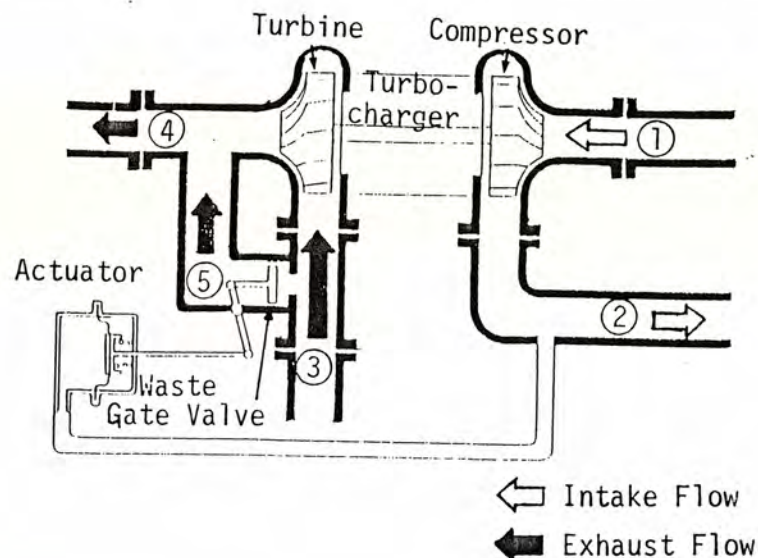 Turbine
Compressor
Turbo-
charger
④
①
Actuator
⑤
②
③
Waste
Gate Valve
Intake Flow
Exhaust Flow